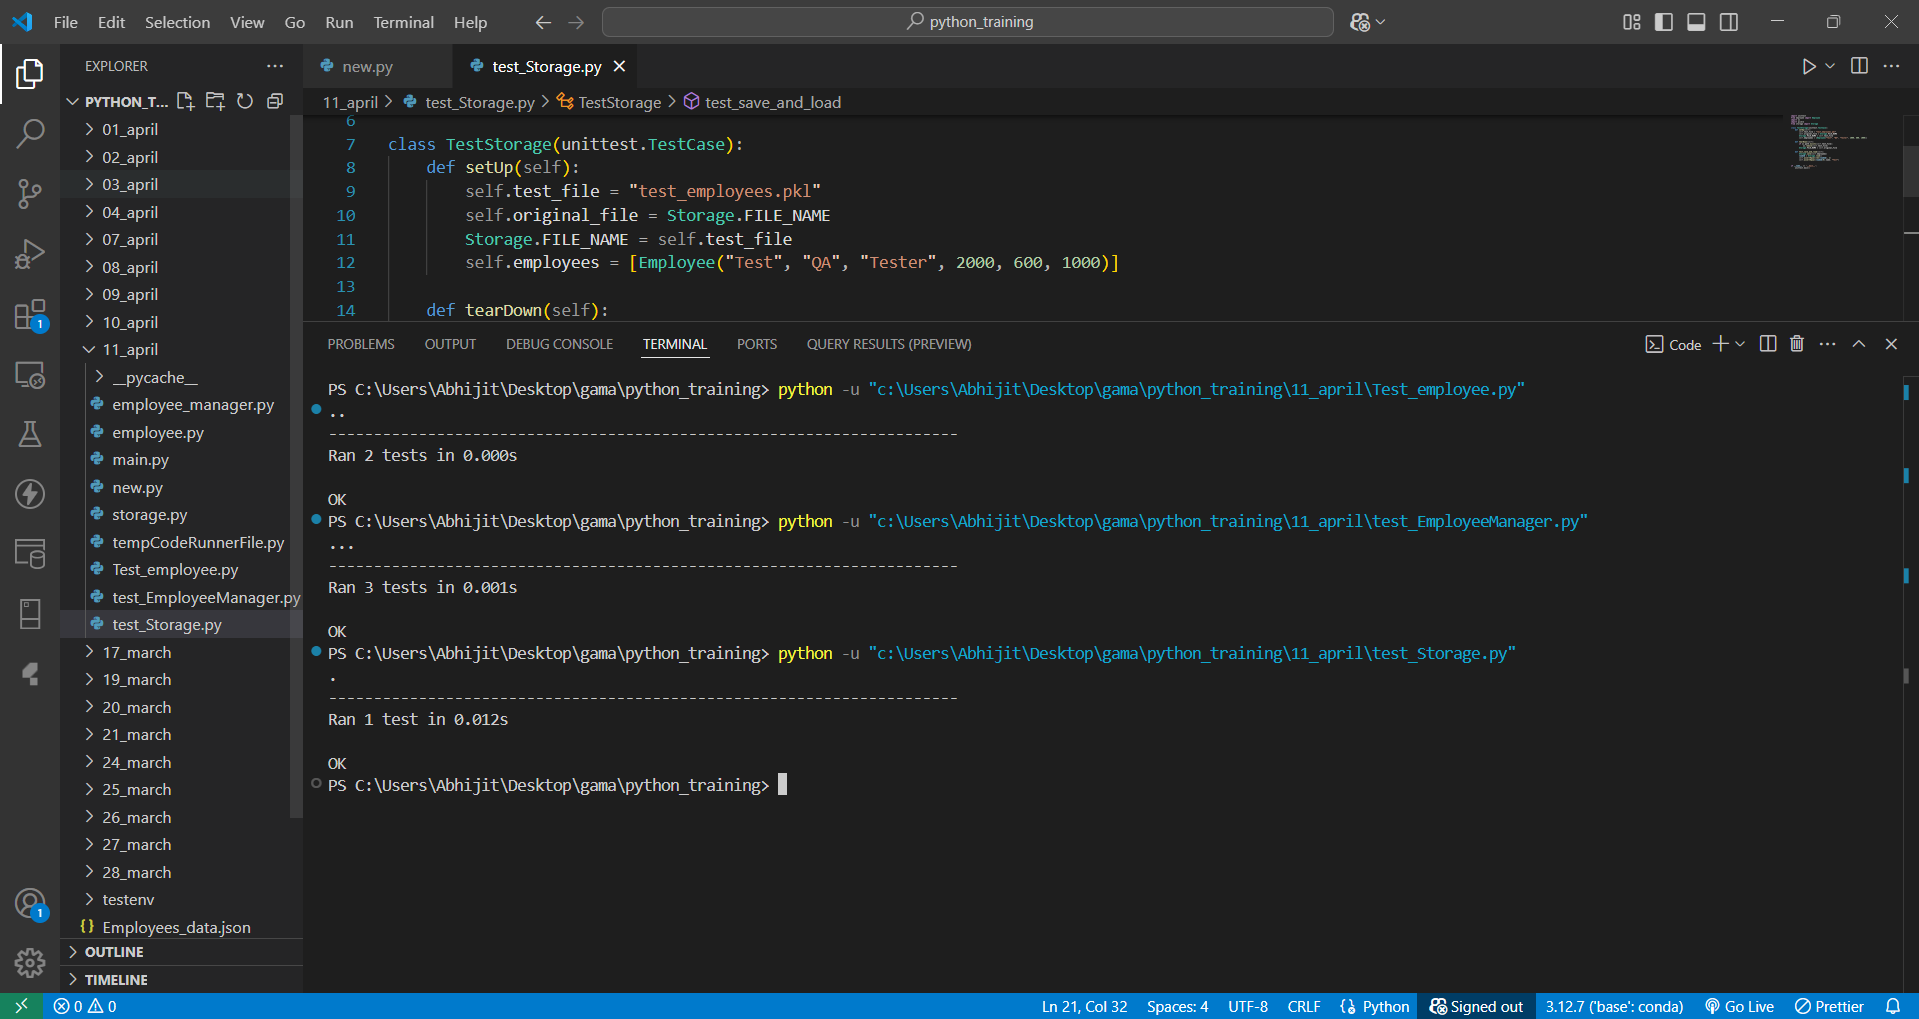 File Edit Selection View Go Run Terminal Help
python_training
EXPLORER
PYTHON_T...
01_april
02_april
03_april
04_april
07_april
08_april
09_april
10_april
11_april
__pycache__
employee_manager.py
employee.py
main.py
new.py
storage.py
tempCodeRunnerFile.py
Test_employee.py
test_EmployeeManager.py
test_Storage.py
17_march
19_march
20_march
21_march
24_march
25_march
26_march
27_march
28_march
testenv
{} Employees_data.json
OUTLINE
TIMELINE
1
1
new.py
test_Storage.py
11_april > test_Storage.py > TestStorage > test_save_and_load
6
7 class TestStorage(unittest.TestCase):
8 def setUp(self):
9 self.test_file = "test_employees.pkl"
10 self.original_file = Storage.FILE_NAME
11 Storage.FILE_NAME = self.test_file
12 self.employees = [Employee("Test", "QA", "Tester", 2000, 600, 1000)]
13
14 def tearDown(self):
PROBLEMS OUTPUT DEBUG CONSOLE TERMINAL PORTS QUERY RESULTS (PREVIEW)
Code
PS C:\Users\Abhijit\Desktop\gama\python_training> python -u "c:\Users\Abhijit\Desktop\gama\python_training\11_april\Test_employee.py"
..
----------------------------------------------------------------------
Ran 2 tests in 0.000s
OK
PS C:\Users\Abhijit\Desktop\gama\python_training> python -u "c:\Users\Abhijit\Desktop\gama\python_training\11_april\test_EmployeeManager.py"
...
----------------------------------------------------------------------
Ran 3 tests in 0.001s
OK
PS C:\Users\Abhijit\Desktop\gama\python_training> python -u "c:\Users\Abhijit\Desktop\gama\python_training\11_april\test_Storage.py"
.
----------------------------------------------------------------------
Ran 1 test in 0.012s
OK
PS C:\Users\Abhijit\Desktop\gama\python_training>
0 0 Ln 21, Col 32 Spaces: 4 UTF-8 CRLF {} Python Signed out 3.12.7 ('base': conda) Go Live Prettier